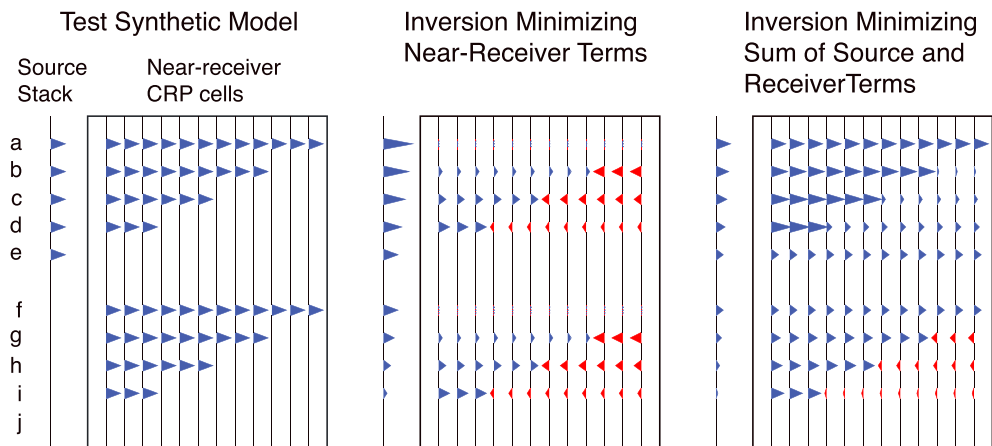 Test Synthetic Model
Inversion Minimizing
Near-Receiver Terms
Inversion Minimizing
Sum of Source and
ReceiverTerms
Source
Stack
Near-receiver
CRP cells
a
b
c
d
e
f
g
h
i
j